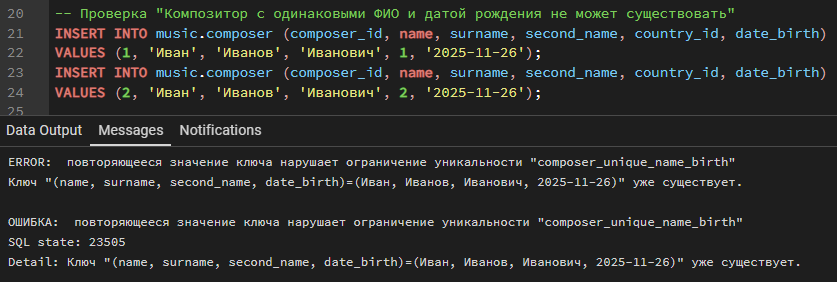 20 -- Проверка "Композитор с одинаковыми ФИО и датой рождения не может существовать"
21 INSERT INTO music.composer (composer_id, name, surname, second_name, country_id, date_birth)
22 VALUES (1, 'Иван', 'Иванов', 'Иванович', 1, '2025-11-26');
23 INSERT INTO music.composer (composer_id, name, surname, second_name, country_id, date_birth)
24 VALUES (2, 'Иван', 'Иванов', 'Иванович', 2, '2025-11-26');
25
Data Output Messages Notifications
ERROR:  повторяющееся значение ключа нарушает ограничение уникальности "composer_unique_name_birth"
Ключ "(name, surname, second_name, date_birth)=(Иван, Иванов, Иванович, 2025-11-26)" уже существует.
ОШИБКА:  повторяющееся значение ключа нарушает ограничение уникальности "composer_unique_name_birth"
SQL state: 23505
Detail: Ключ "(name, surname, second_name, date_birth)=(Иван, Иванов, Иванович, 2025-11-26)" уже существует.